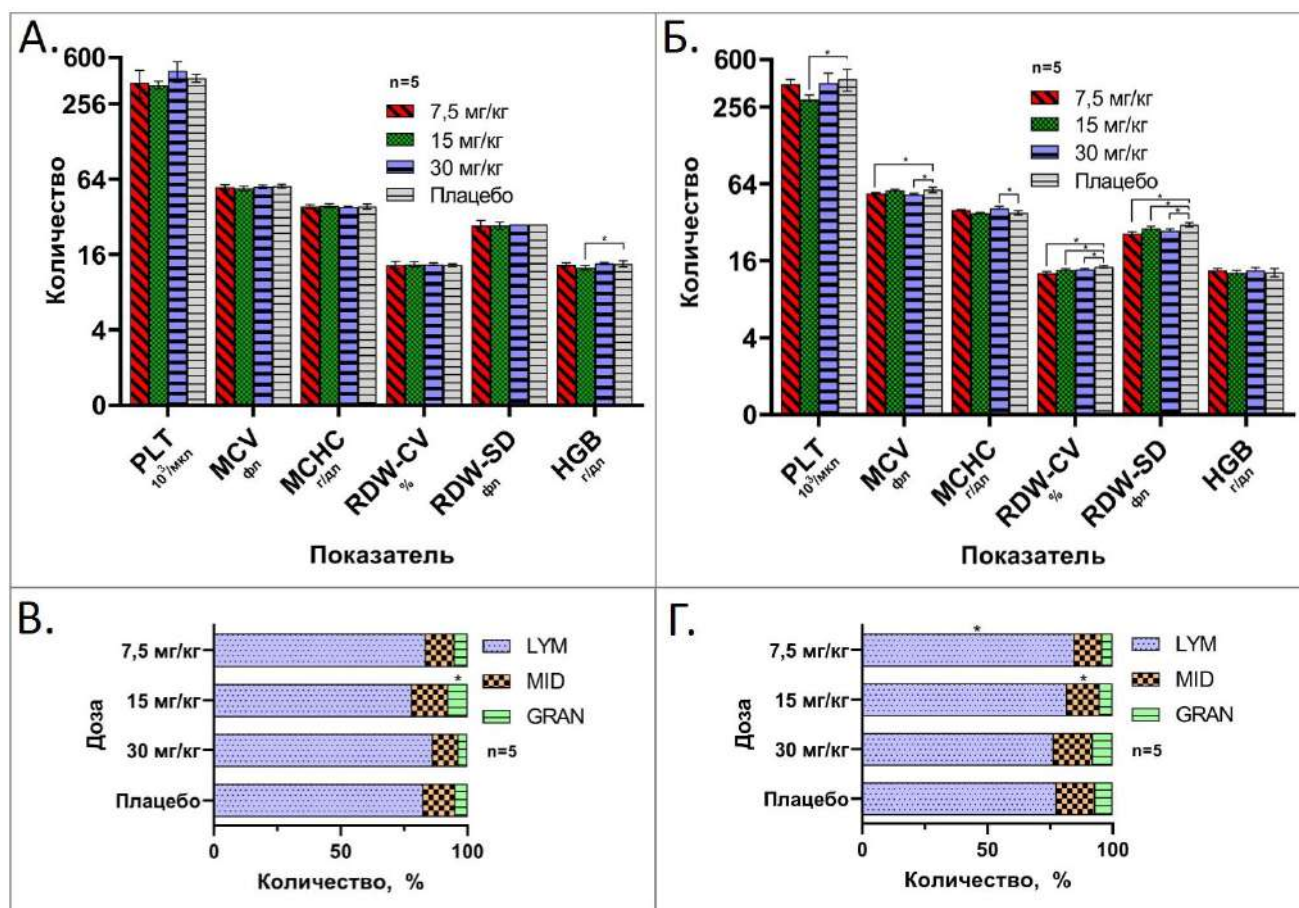 А.
Количество
600
256
64
16
4
0
n=5
7,5 мг/кг
15 мг/кг
30 мг/кг
Плацебо
*
PLT
10³/мкл
MCV
фл
MCHC
г/дл
RDW-CV
%
RDW-SD
фл
HGB
г/дл
Показатель
Б.
Количество
600
256
64
16
4
0
n=5
7,5 мг/кг
15 мг/кг
30 мг/кг
Плацебо
*
*
*
*
*
*
*
*
*
*
PLT
10³/мкл
MCV
фл
MCHC
г/дл
RDW-CV
%
RDW-SD
фл
HGB
г/дл
Показатель
В.
Доза
7,5 мг/кг
15 мг/кг
30 мг/кг
Плацебо
*
LYM
MID
GRAN
n=5
0
50
100
Количество, %
Г.
Доза
7,5 мг/кг
15 мг/кг
30 мг/кг
Плацебо
*
*
LYM
MID
GRAN
n=5
0
50
100
Количество, %